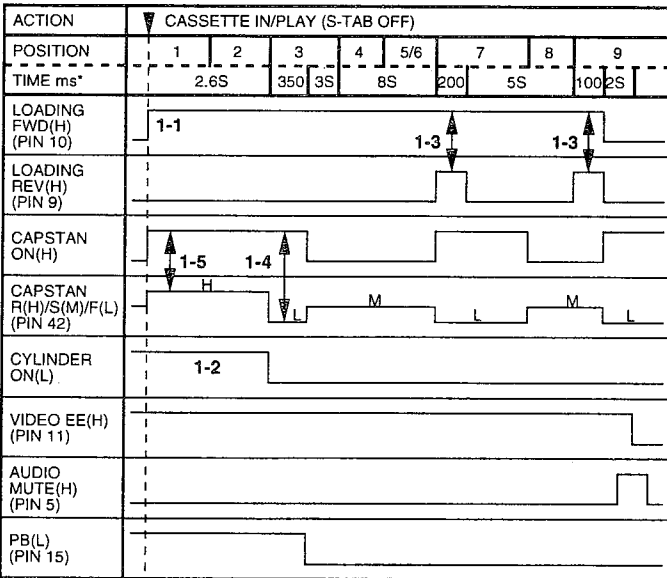 ACTION CASSETTE IN/PLAY (S-TAB OFF)
POSITION 1 2 3 4 5/6 7 8 9
TIME ms* 2.6S 350 3S 8S 200 5S 100 2S
LOADING
FWD(H)
(PIN 10)
1-1
1-3 1-3
LOADING
REV(H)
(PIN 9)
CAPSTAN
ON(H)
1-5 1-4
CAPSTAN
R(H)/S(M)/F(L)
(PIN 42)
H L M L M L
CYLINDER
ON(L)
1-2
VIDEO EE(H)
(PIN 11)
AUDIO
MUTE(H)
(PIN 5)
PB(L)
(PIN 15)